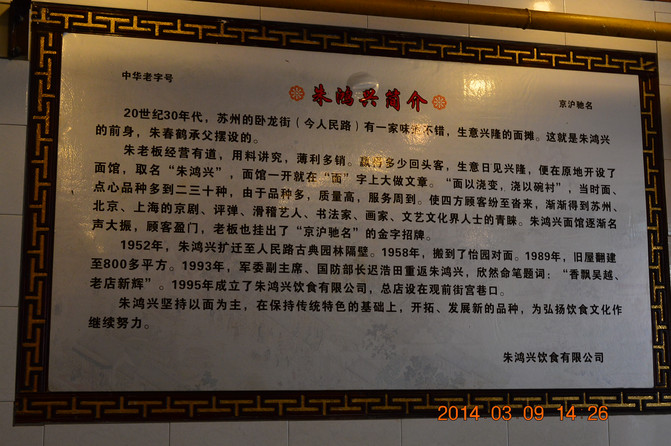 中华老字号
朱鸿兴简介
京沪驰名
20世纪30年代，苏州的卧龙街（今人民路）有一家味道不错，生意兴隆的面摊。这就是朱鸿兴
的前身，朱春鹤承父摆设的。
朱老板经营有道，用料讲究，薄利多销。赢得多少回头客，生意日见兴隆，便在原地开设了
面馆，取名“朱鸿兴”，面馆一开就在“面”字上大做文章。“面以浇变，浇以碗衬”，当时面、
点心品种多到二三十种，由于品种多，质量高，服务周到。使四方顾客纷至沓来，渐渐得到苏州、
北京、上海的京剧、评弹、滑稽艺人、书法家、画家、文艺文化界人士的青睐。朱鸿兴面馆逐渐名
声大振，顾客盈门，老板也挂出了“京沪驰名”的金字招牌。
1952年，朱鸿兴扩迁至人民路古典园林隔壁。1958年，搬到了怡园对面。1989年，旧屋翻建
至800多平方。1993年，军委副主席、国防部长迟浩田重返朱鸿兴，欣然命笔题词：“香飘吴越、
老店新辉”。1995年成立了朱鸿兴饮食有限公司，总店设在观前街宫巷口。
朱鸿兴坚持以面为主，在保持传统特色的基础上，开拓、发展新的品种，为弘扬饮食文化作
继续努力。
朱鸿兴饮食有限公司
2014 03 09 14 26